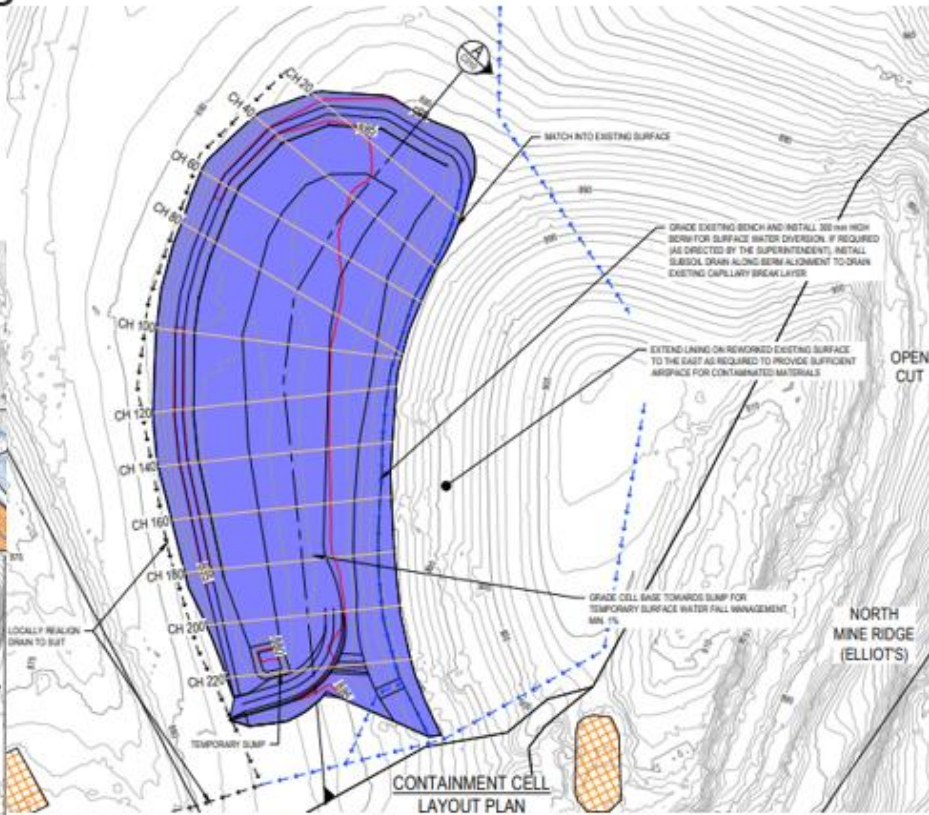 A
CH 20
CH 40
CH 60
CH 80
CH 100
CH 120
CH 140
CH 160
CH 180
CH 200
CH 220
MATCH INTO EXISTING SURFACE
GRADE EXISTING BENCH AND INSTALL 300 mm HIGH
BERM FOR SURFACE WATER DIVERSION. IF REQUIRED
(AS DIRECTED BY THE SUPERINTENDENT), INSTALL
SUBSOIL DRAIN ALONG BERM ALIGNMENT TO DRAIN
EXISTING CAPILLARY BREAK LAYER
EXTEND LINING ON REWORKED EXISTING SURFACE
TO THE EAST AS REQUIRED TO PROVIDE SUFFICIENT
AIRSPACE FOR CONTAMINATED MATERIALS
OPEN
CUT
GRADE CELL BASE TOWARDS SUMP FOR
TEMPORARY SURFACE WATER FALL MANAGEMENT,
MIN. 1%
NORTH
MINE RIDGE
(ELLIOT'S)
LOCALLY REALIGN
DRAIN TO SUIT
TEMPORARY SUMP
CONTAINMENT CELL
LAYOUT PLAN